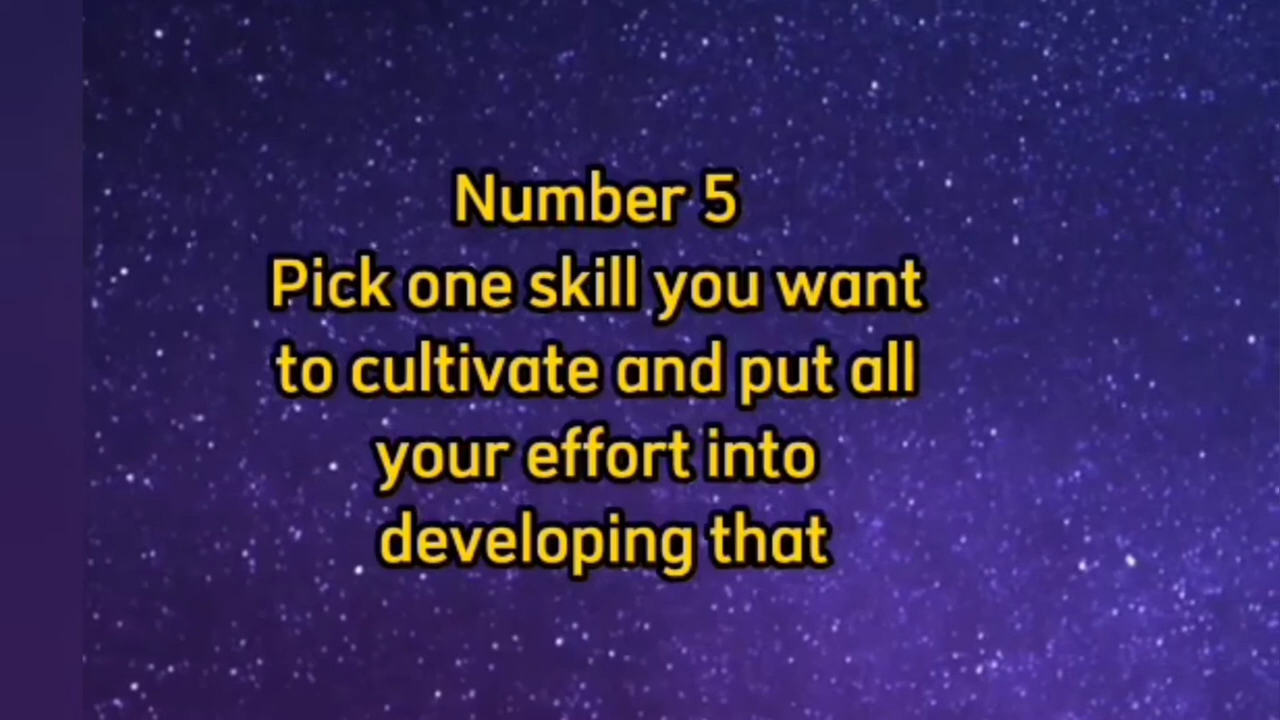 Number 5
Pick one skill you want
to cultivate and put all
your effort into
developing that